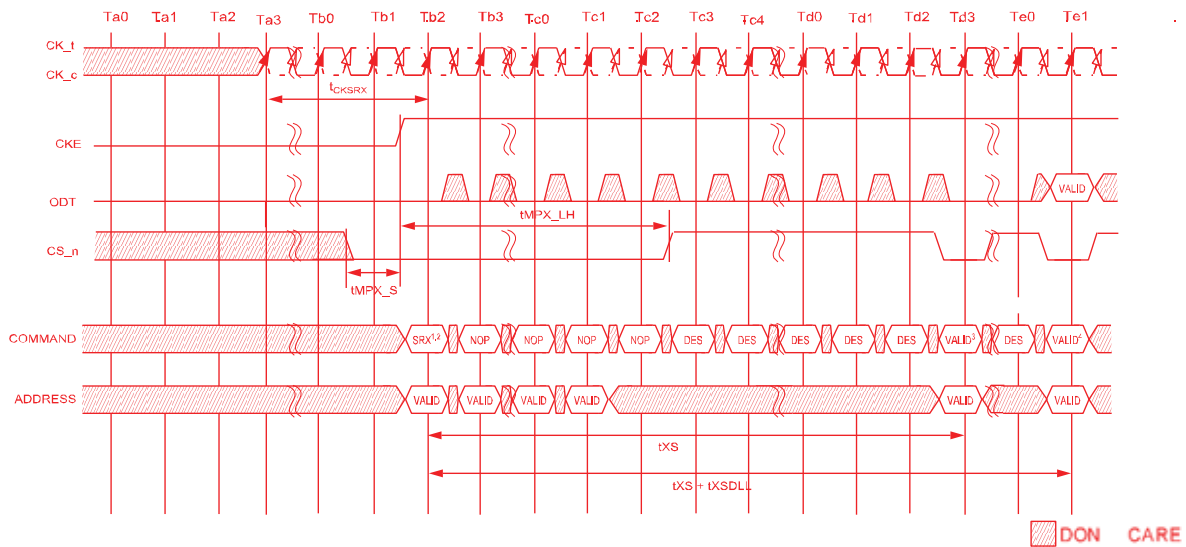 Ta0 Ta1 Ta2 Ta3 Tb0 Tb1 Tb2 Tb3 Tc0 Tc1 Tc2 Tc3 Tc4 Td0 Td1 Td2 Td3 Te0 Te1
CK_t
CK_c
tCKSRX
CKE
ODT VALID
tMPX_LH
CS_n
tMPX_S
COMMAND SRX1,2 NOP NOP NOP NOP DES DES DES DES DES VALID3 DES VALID4
ADDRESS VALID VALID VALID VALID VALID VALID
tXS
tXS + tXSDLL
DON CARE